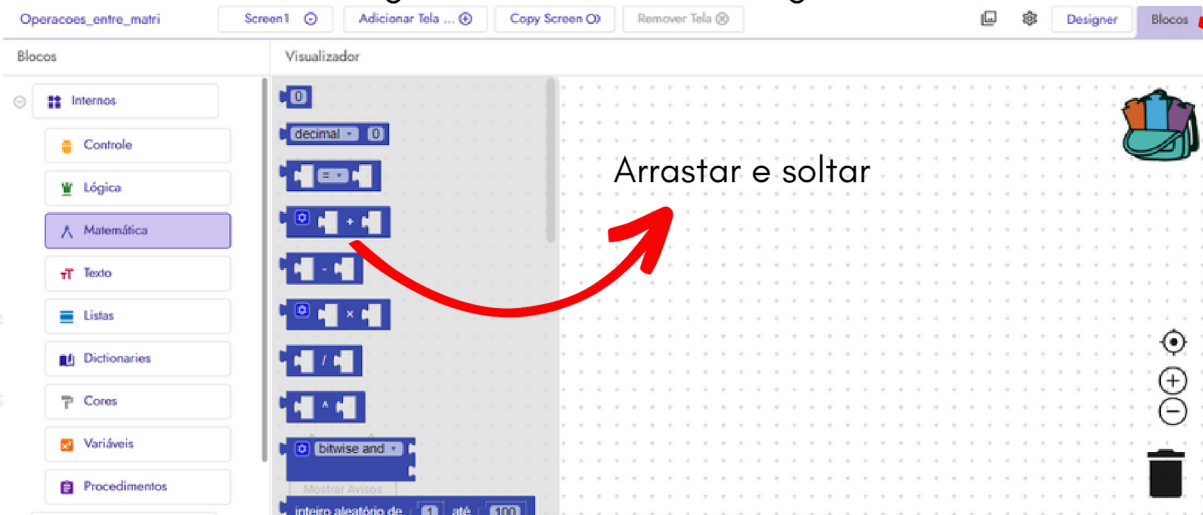 Operacoes_entre_matri Screen1 Adicionar Tela ... Copy Screen Remover Tela Designer Blocos
Blocos Visualizador
Internos
Controle
Lógica
Matemática
Texto
Listas
Dictionaries
Cores
Variáveis
Procedimentos
0
decimal 0
=
+
-
×
/
^
bitwise and
Mostrar Avisos
inteiro aleatório de 1 até 100
Arrastar e soltar